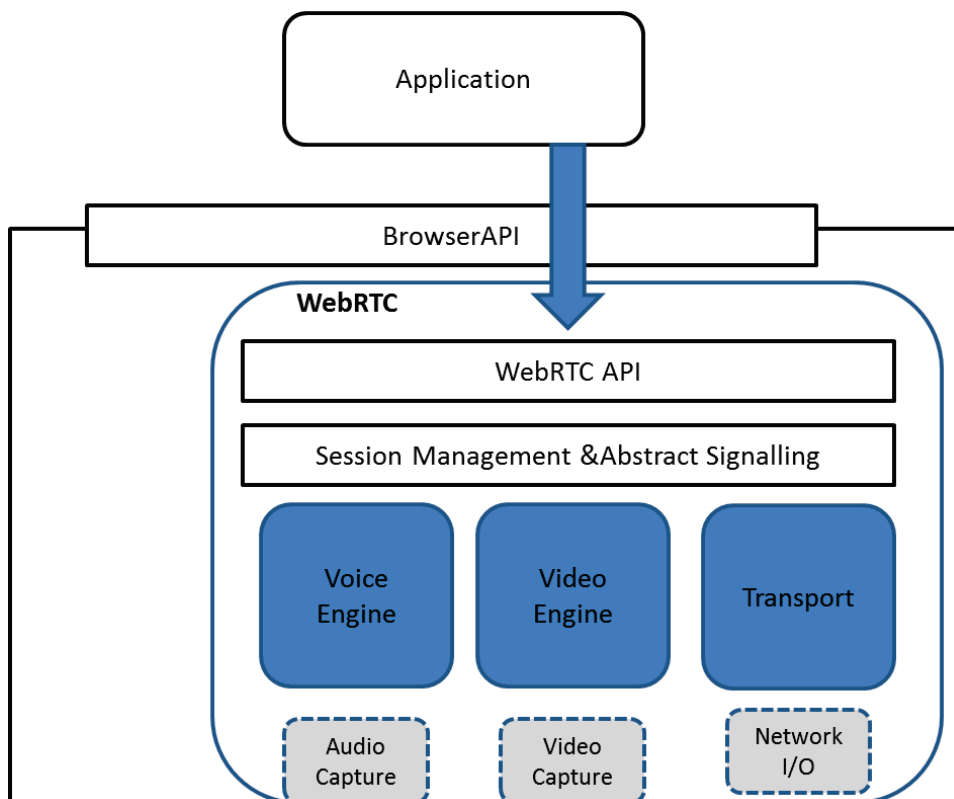 Application
BrowserAPI
WebRTC
WebRTC API
Session Management &Abstract Signalling
Voice
Engine
Video
Engine
Transport
Audio
Capture
Video
Capture
Network
I/O